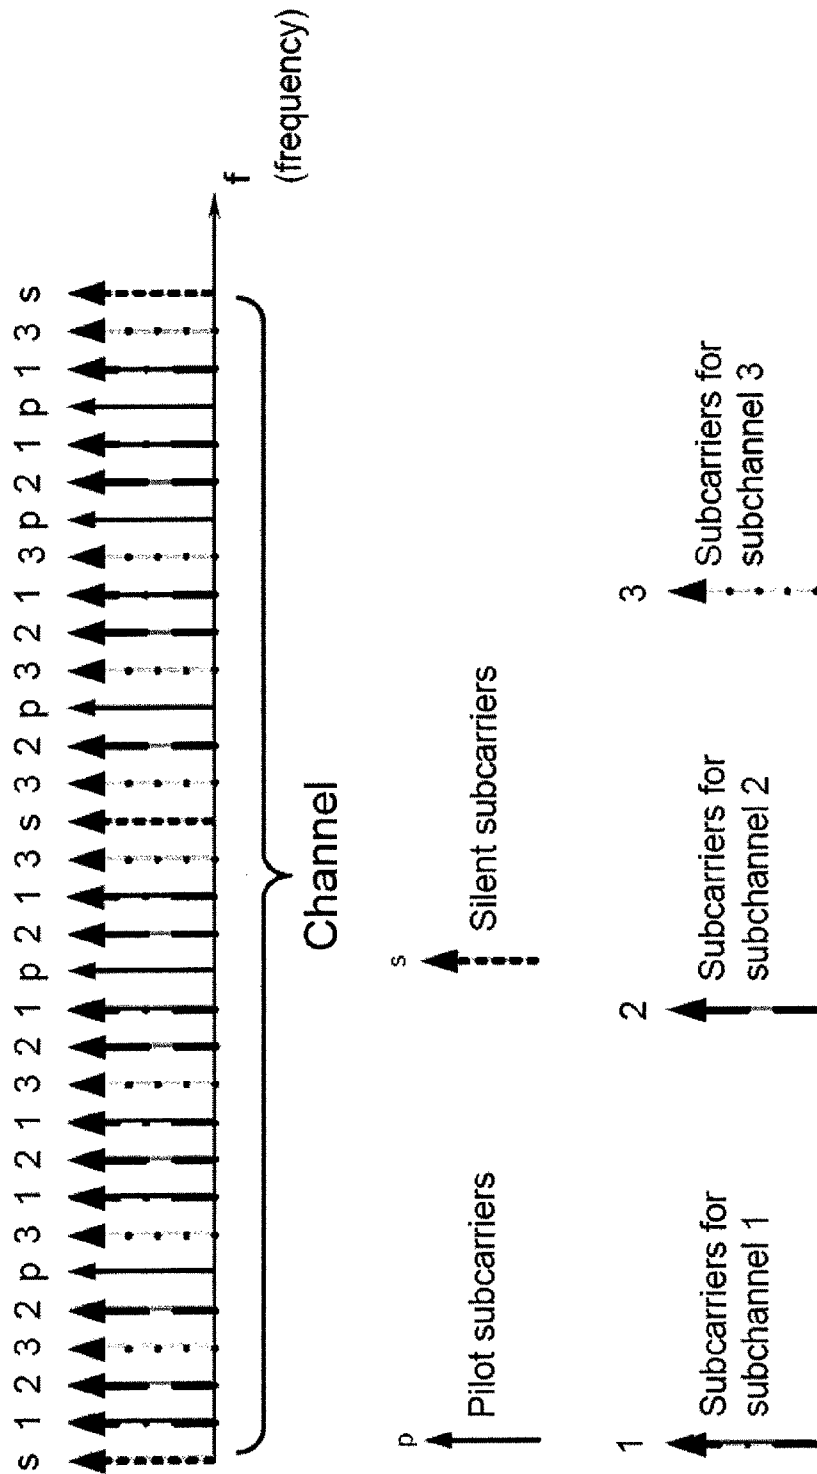 s 1 2 3 2 p 3 1 2 1 3 2 1 p 2 1 3 s 3 2 p 3 2 1 3 p 2 1 p 1 3 s
f
(frequency)
Channel
p
Pilot subcarriers
s
Silent subcarriers
1
Subcarriers for
subchannel 1
2
Subcarriers for
subchannel 2
3
Subcarriers for
subchannel 3